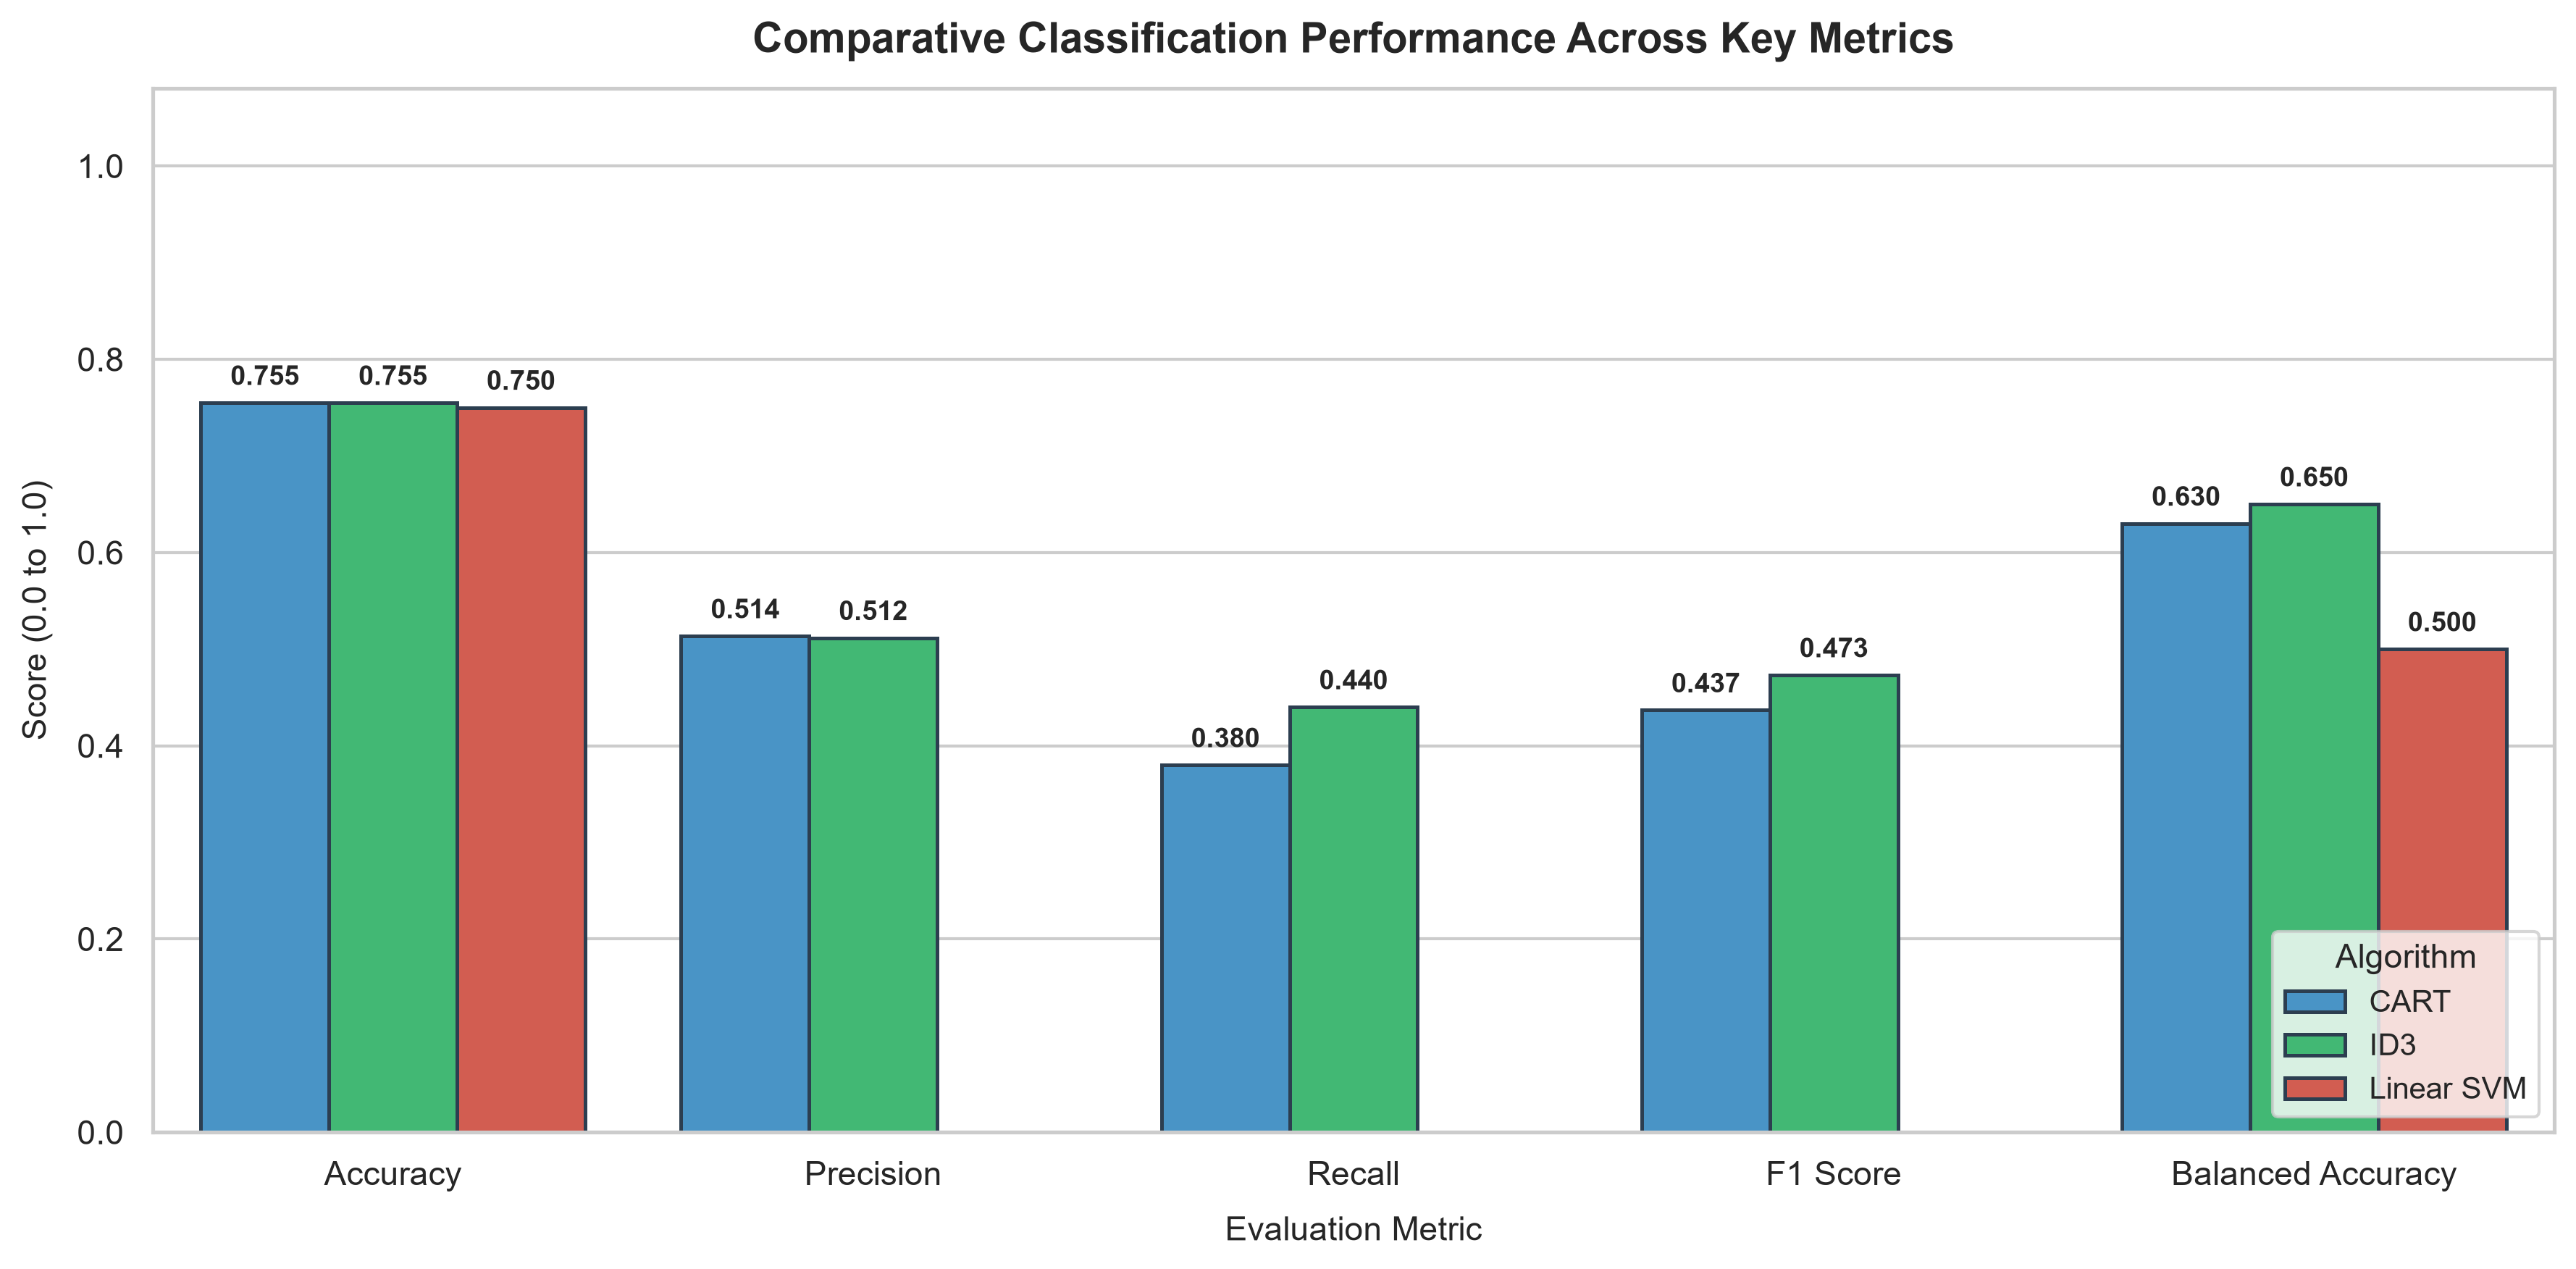 Comparative Classification Performance Across Key Metrics
Score (0.0 to 1.0)
1.0
0.8
0.6
0.4
0.2
0.0
0.755
0.755
0.750
0.514
0.512
0.380
0.440
0.437
0.473
0.630
0.650
0.500
Algorithm
CART
ID3
Linear SVM
Accuracy
Precision
Recall
F1 Score
Balanced Accuracy
Evaluation Metric